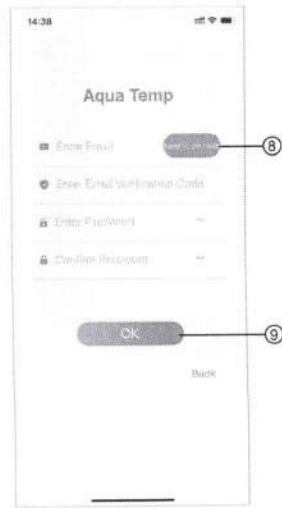 14:38
Aqua Temp
Enter Email
⑧
Enter Email Verification Code
Enter Password
Confirm Password
OK
⑨
Back